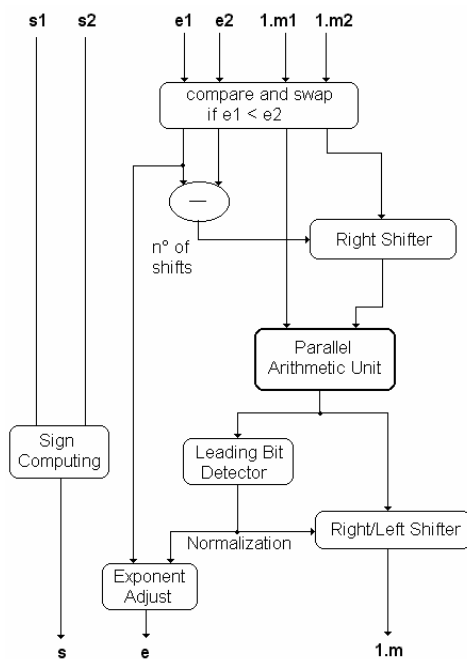 s1 s2 e1 e2 1.m1 1.m2
compare and swap
if e1 < e2
—
nº of
shifts
Right Shifter
Parallel
Arithmetic Unit
Sign
Computing
Leading Bit
Detector
Normalization
Right/Left Shifter
Exponent
Adjust
s e 1.m